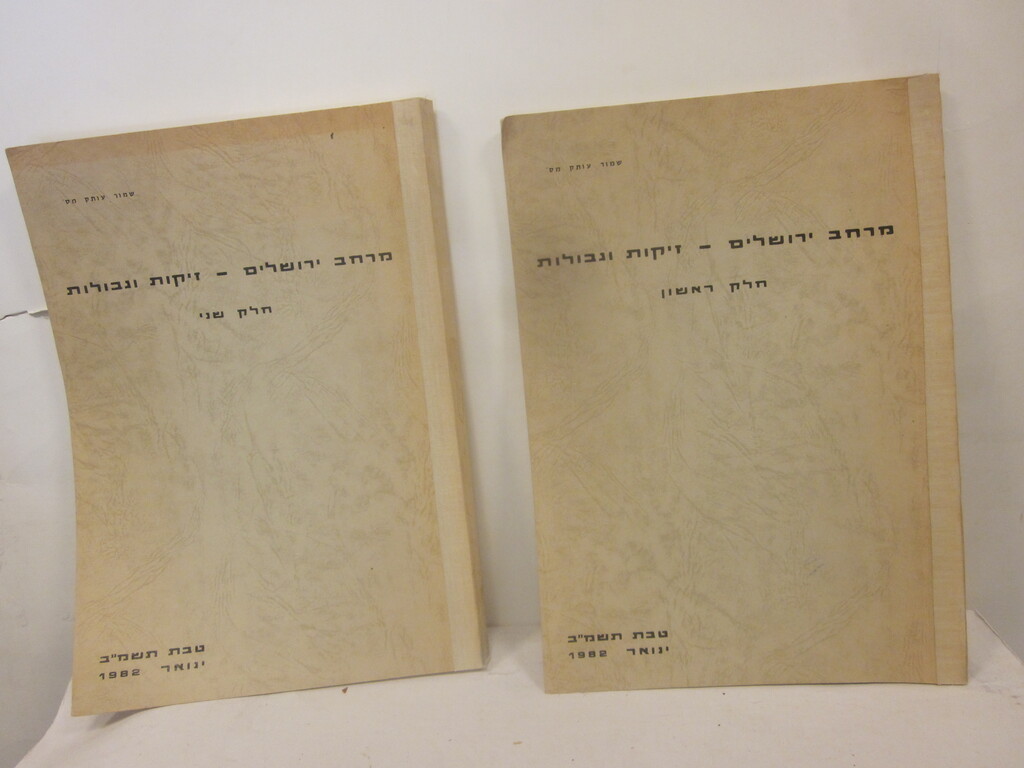 שמור עותק מס'
מרחב ירושלים - זיקות וגבולות
חלק ראשון
טבת תשמ"ב
ינואר 1982
שמור עותק מס
מרחב ירושלים - זיקות וגבולות
חלק שני
טבת תשמ"ב
ינואר 1982